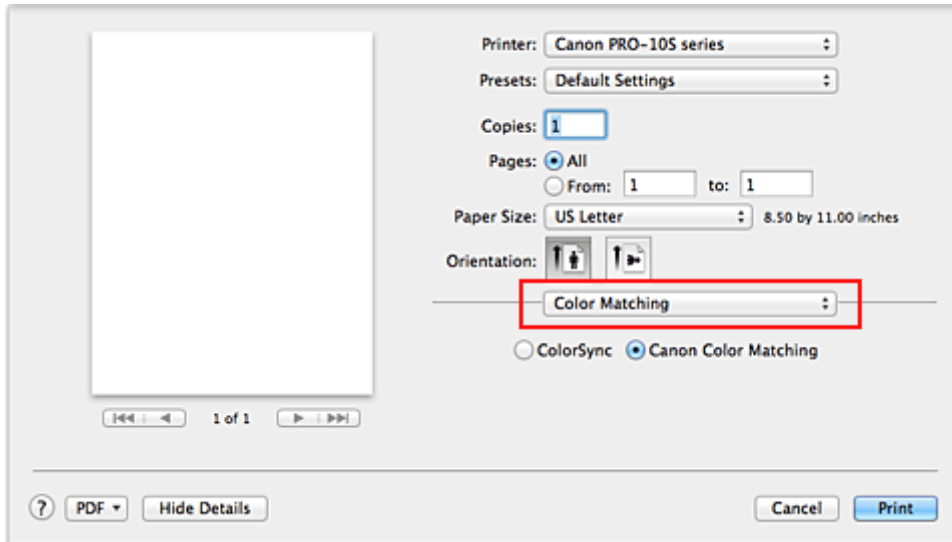 Printer: Canon PRO-10S series
Presets: Default Settings
Copies: 1
Pages: All
From: 1 to: 1
Paper Size: US Letter 8.50 by 11.00 inches
Orientation:
Color Matching
ColorSync Canon Color Matching
1 of 1
? PDF Hide Details Cancel Print